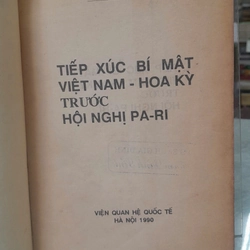 TIẾP XÚC BÍ MẬT
VIỆT NAM - HOA KỲ
TRƯỚC
HỘI NGHỊ PA-RI
VIỆN QUAN HỆ QUỐC TẾ
HÀ NỘI 1990